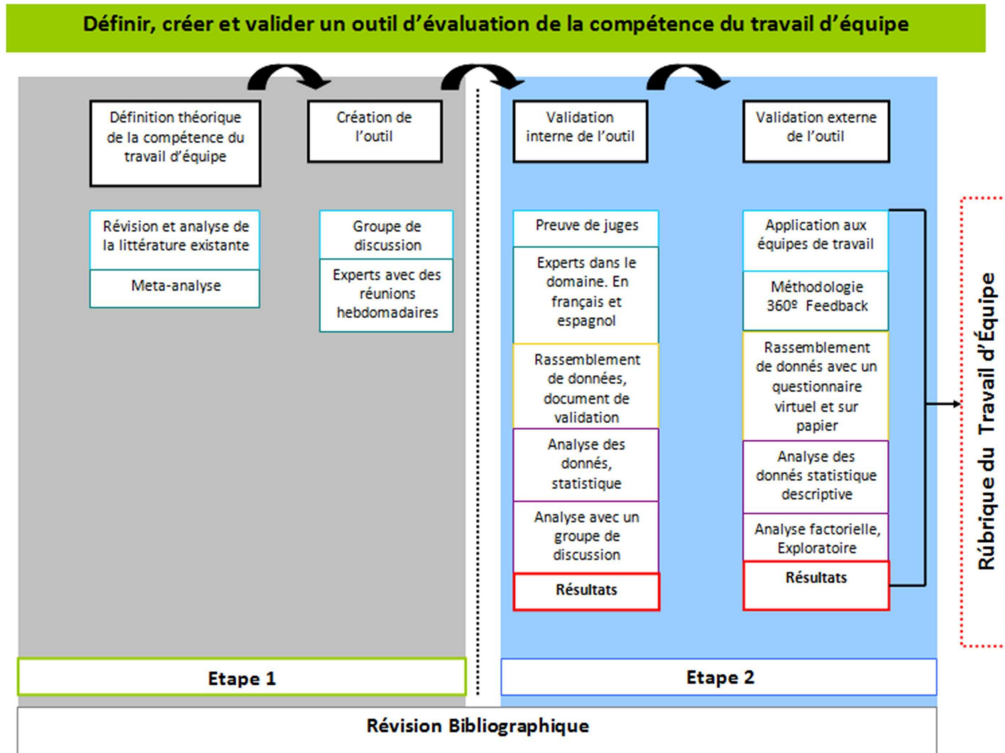 Définir, créer et valider un outil d'évaluation de la compétence du travail d'équipe
Définition théorique
de la compétence du
travail d'équipe
Création de
l'outil
Validation
interne de l'outil
Validation externe
de l'outil
Révision et analyse de
la littérature existante
Meta-analyse
Groupe de
discussion
Experts avec des
réunions
hebdomadaires
Preuve de juges
Experts dans le
domaine. En
français et
espagnol
Rassemblement
de données,
document de
validation
Analyse des
donnés,
statistique
Analyse avec un
groupe de
discussion
Résultats
Application aux
équipes de travail
Méthodologie
360º Feedback
Rassemblement
de donnés avec un
questionnaire
virtuel et sur
papier
Analyse des
donnés statistique
descriptive
Analyse factorielle,
Exploratoire
Résultats
Rúbrique du Travail d'Équipe
Etape 1
Etape 2
Révision Bibliographique